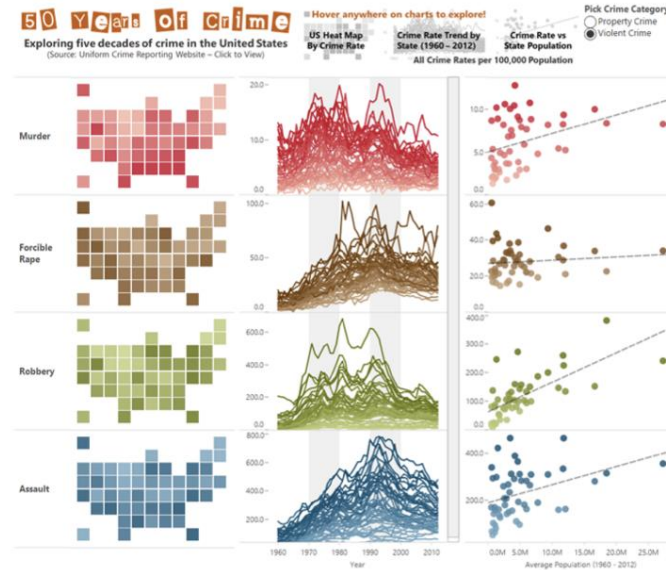 50 Years of Crime
Exploring five decades of crime in the United States
(Source: Uniform Crime Reporting Website – Click to View)
Hover anywhere on charts to explore!
US Heat Map
By Crime Rate
Crime Rate Trend by
State (1960 – 2012)
Crime Rate vs
State Population
All Crime Rates per 100,000 Population
Pick Crime Category
Property Crime
Violent Crime
Murder
20.0
10.0
0.0
10.0
5.0
0.0
Forcible
Rape
100.0
50.0
0.0
60.0
40.0
20.0
0.0
Robbery
600.0
400.0
200.0
0.0
400.0
300.0
200.0
100.0
0.0
Assault
800.0
600.0
400.0
200.0
400.0
200.0
1960 1970 1980 1990 2000 2010
Year
0.0M 5.0M 10.0M 15.0M 20.0M 25.0M
Average Population (1960 - 2012)